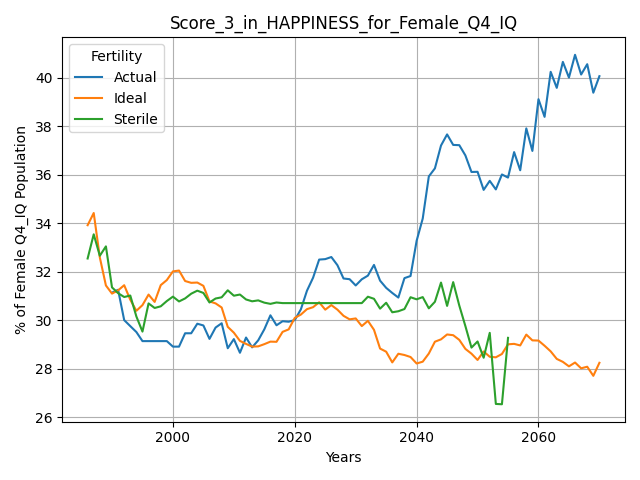 Score_3_in_HAPPINESS_for_Female_Q4_IQ
Fertility
Actual
Ideal
Sterile
% of Female Q4_IQ Population
40
38
36
34
32
30
28
26
2000
2020
2040
2060
Years